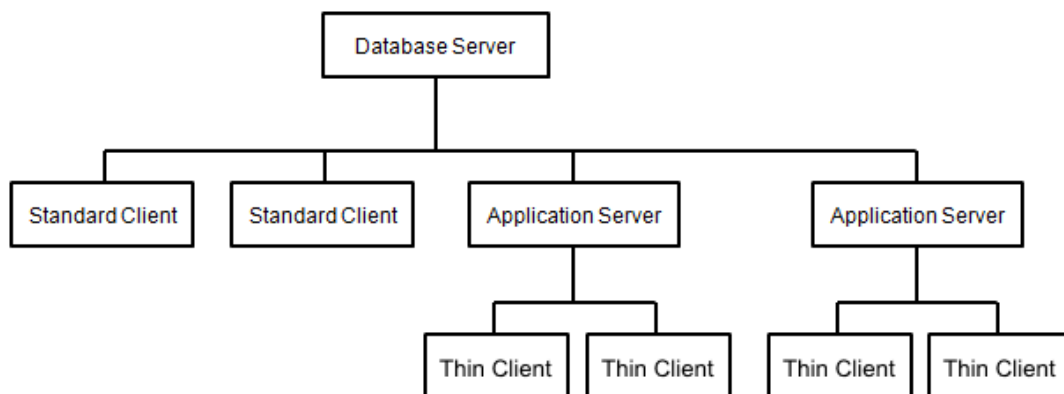 Database Server
Standard Client
Standard Client
Application Server
Application Server
Thin Client
Thin Client
Thin Client
Thin Client